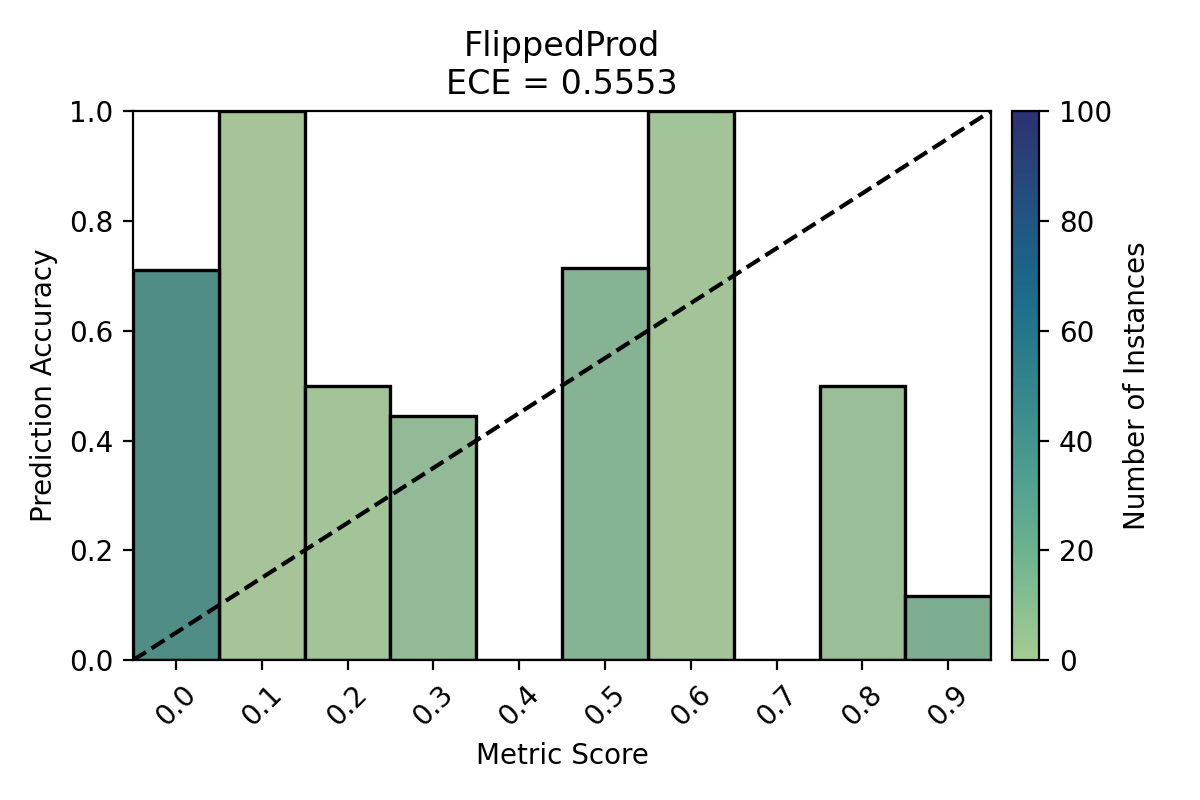 FlippedProd
ECE = 0.5553
Prediction Accuracy
1.0
0.8
0.6
0.4
0.2
0.0
0.0 0.1 0.2 0.3 0.4 0.5 0.6 0.7 0.8 0.9
Metric Score
100
80
60
40
20
0
Number of Instances